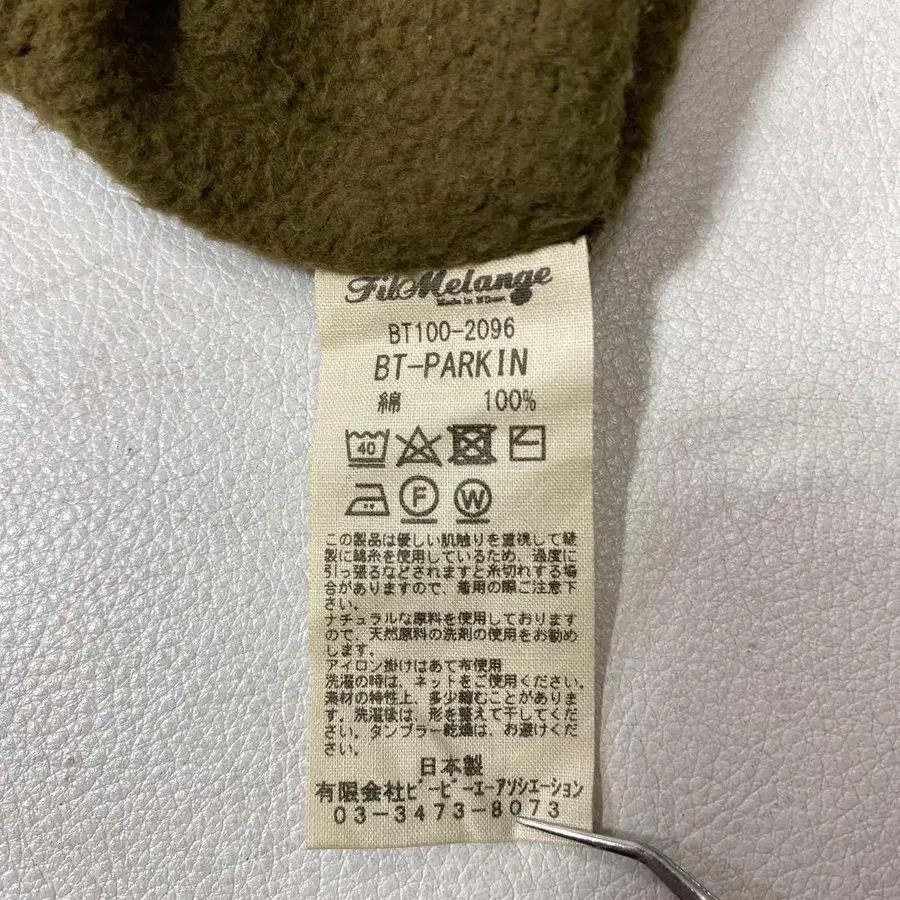 FilMelange
BT100-2096
BT-PARKIN
綿 100%
40
F W
この製品は優しい肌触りを重視して縫
製に綿糸を使用しているため、過度に
引っ張るなどされますと糸切れする場
合がありますので、着用の際ご注意下
さい。
ナチュラルな原料を使用しております
ので、天然原料の洗剤の使用をお勧め
します。
アイロン掛けはあて布使用
洗濯の時は、ネットをご使用ください。
素材の特性上、多少縮むことがありま
す。洗濯後は、形を整えて干してくだ
さい。タンブラー乾燥は、お避けくだ
さい。
日本製
有限会社ビービーエーアソシエーション
03-3473-8073